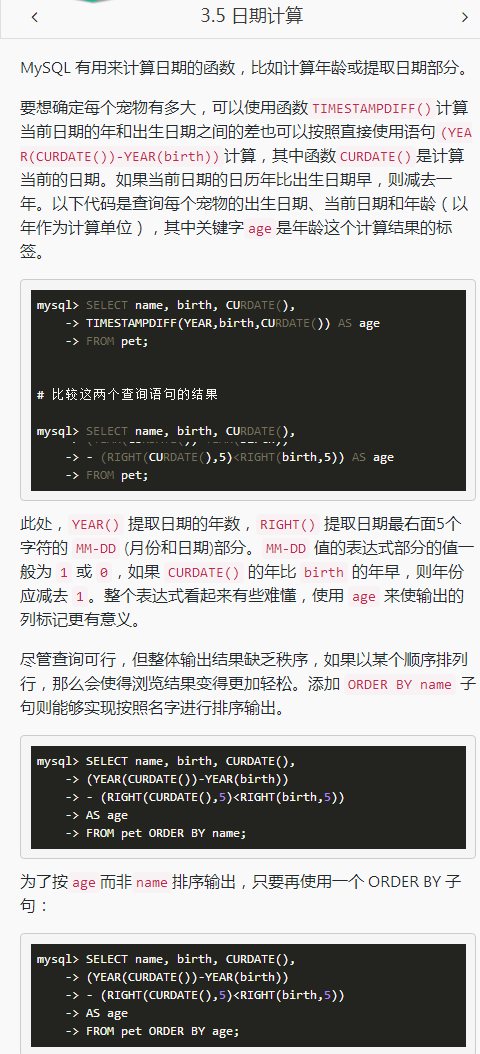 3.5 日期计算
MySQL 有用来计算日期的函数，比如计算年龄或提取日期部分。
要想确定每个宠物有多大，可以使用函数 TIMESTAMPDIFF() 计算
当前日期的年和出生日期之间的差也可以按照直接使用语句 (YEA
R(CURDATE())-YEAR(birth)) 计算，其中函数 CURDATE() 是计算
当前的日期。如果当前日期的日历年比出生日期早，则减去一
年。以下代码是查询每个宠物的出生日期、当前日期和年龄（以
年作为计算单位），其中关键字 age 是年龄这个计算结果的标
签。
mysql> SELECT name, birth, CURDATE(),
-> TIMESTAMPDIFF(YEAR,birth,CURDATE()) AS age
-> FROM pet;
# 比较这两个查询语句的结果
mysql> SELECT name, birth, CURDATE(),
-> - (RIGHT(CURDATE(),5)<RIGHT(birth,5)) AS age
-> FROM pet;
此处， YEAR() 提取日期的年数， RIGHT() 提取日期最右面5个
字符的 MM-DD (月份和日期)部分。 MM-DD 值的表达式部分的值一
般为 1 或 0 ，如果 CURDATE() 的年比 birth 的年早，则年份
应减去 1 。整个表达式看起来有些难懂，使用 age 来使输出的
列标记更有意义。
尽管查询可行，但整体输出结果缺乏秩序，如果以某个顺序排列
行，那么会使得浏览结果变得更加轻松。添加 ORDER BY name 子
句则能够实现按照名字进行排序输出。
mysql> SELECT name, birth, CURDATE(),
-> (YEAR(CURDATE())-YEAR(birth))
-> - (RIGHT(CURDATE(),5)<RIGHT(birth,5))
-> AS age
-> FROM pet ORDER BY name;
为了按 age 而非 name 排序输出，只要再使用一个 ORDER BY 子
句：
mysql> SELECT name, birth, CURDATE(),
-> (YEAR(CURDATE())-YEAR(birth))
-> - (RIGHT(CURDATE(),5)<RIGHT(birth,5))
-> AS age
-> FROM pet ORDER BY age;